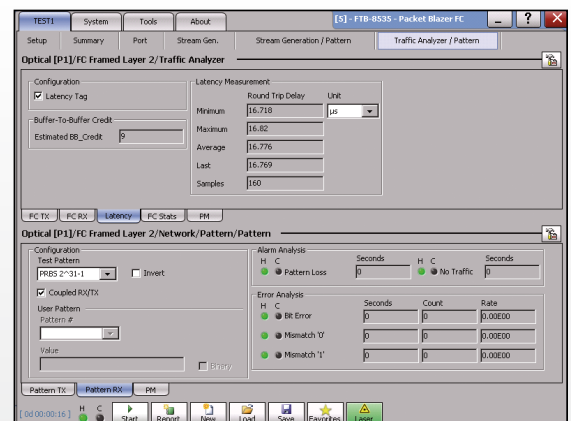 TEST1 System Tools About [5] - FTB-8535 - Packet Blazer FC _ ? X
Setup Summary Port Stream Gen. Stream Generation / Pattern Traffic Analyzer / Pattern
Optical [P1]/FC Framed Layer 2/Traffic Analyzer
Configuration
Latency Tag
Buffer-To-Buffer Credit
Estimated BB_Credit 9
Latency Measurement
Round Trip Delay Unit
Minimum 16.718 µs
Maximum 16.82
Average 16.776
Last 16.769
Samples 160
FC TX FC RX Latency FC Stats PM
Optical [P1]/FC Framed Layer 2/Network/Pattern/Pattern
Configuration
Test Pattern
PRBS 2^31-1 Invert
Coupled RX/TX
User Pattern
Pattern #
Value
Binary
Alarm Analysis
H C Seconds H C Seconds
Pattern Loss 0 No Traffic 0
Error Analysis
H C Seconds Count Rate
Bit Error 0 0 0.00E00
Mismatch '0' 0 0 0.00E00
Mismatch '1' 0 0 0.00E00
Pattern TX Pattern RX PM
[ 0d 00:00:16 ] H C Start Report New Load Save Favorites Laser